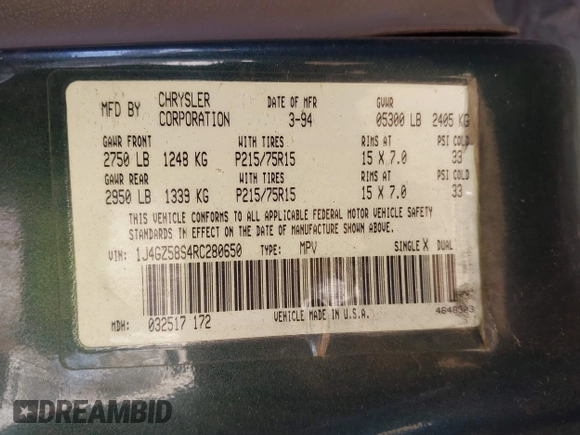 MFD BY CHRYSLER CORPORATION DATE OF MFR 3-94 GVWR 05300 LB 2405 KG
GAWR FRONT WITH TIRES RIMS AT PSI COLD
2750 LB 1248 KG P215/75R15 15 X 7.0 33
GAWR REAR WITH TIRES RIMS AT PSI COLD
2950 LB 1339 KG P215/75R15 15 X 7.0 33
THIS VEHICLE CONFORMS TO ALL APPLICABLE FEDERAL MOTOR VEHICLE SAFETY
STANDARDS IN EFFECT ON THE DATE OF MANUFACTURE SHOWN ABOVE.
VIN: 1J4GZ58S4RC280650 TYPE: MPV SINGLE X DUAL
MDH: 032517 172 VEHICLE MADE IN U.S.A.
DREAMBID